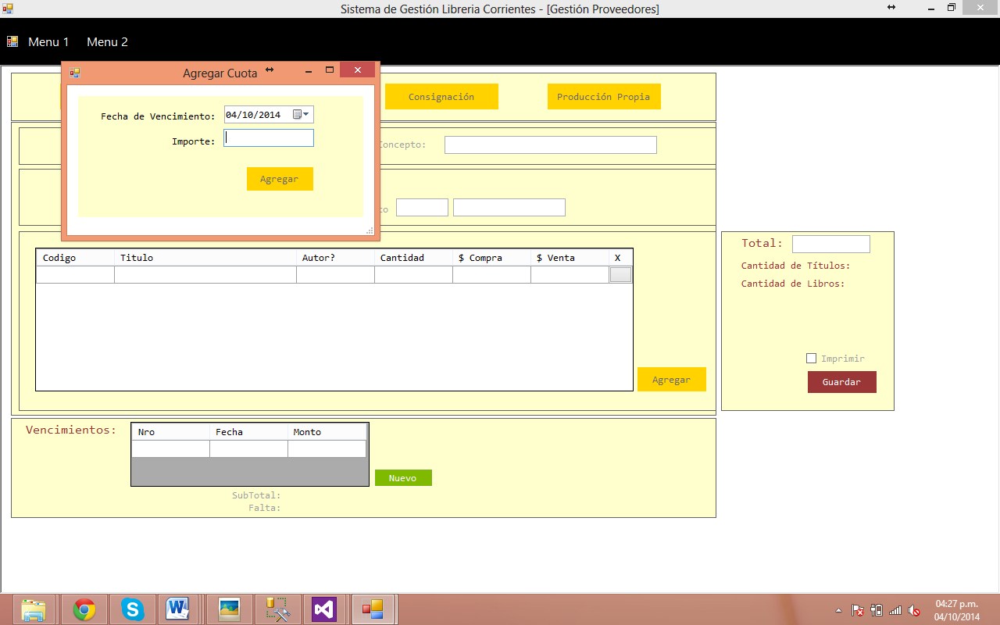 Sistema de Gestión Libreria Corrientes - [Gestión Proveedores]
Menu 1 Menu 2
Agregar Cuota
Fecha de Vencimiento: 04/10/2014
Importe:
Agregar
Consignación
Producción Propia
Concepto:
to
Codigo Titulo Autor? Cantidad $ Compra $ Venta X
Agregar
Total:
Cantidad de Títulos:
Cantidad de Libros:
Imprimir
Guardar
Vencimientos:
Nro Fecha Monto
Nuevo
SubTotal:
Falta:
04:27 p.m.
04/10/2014